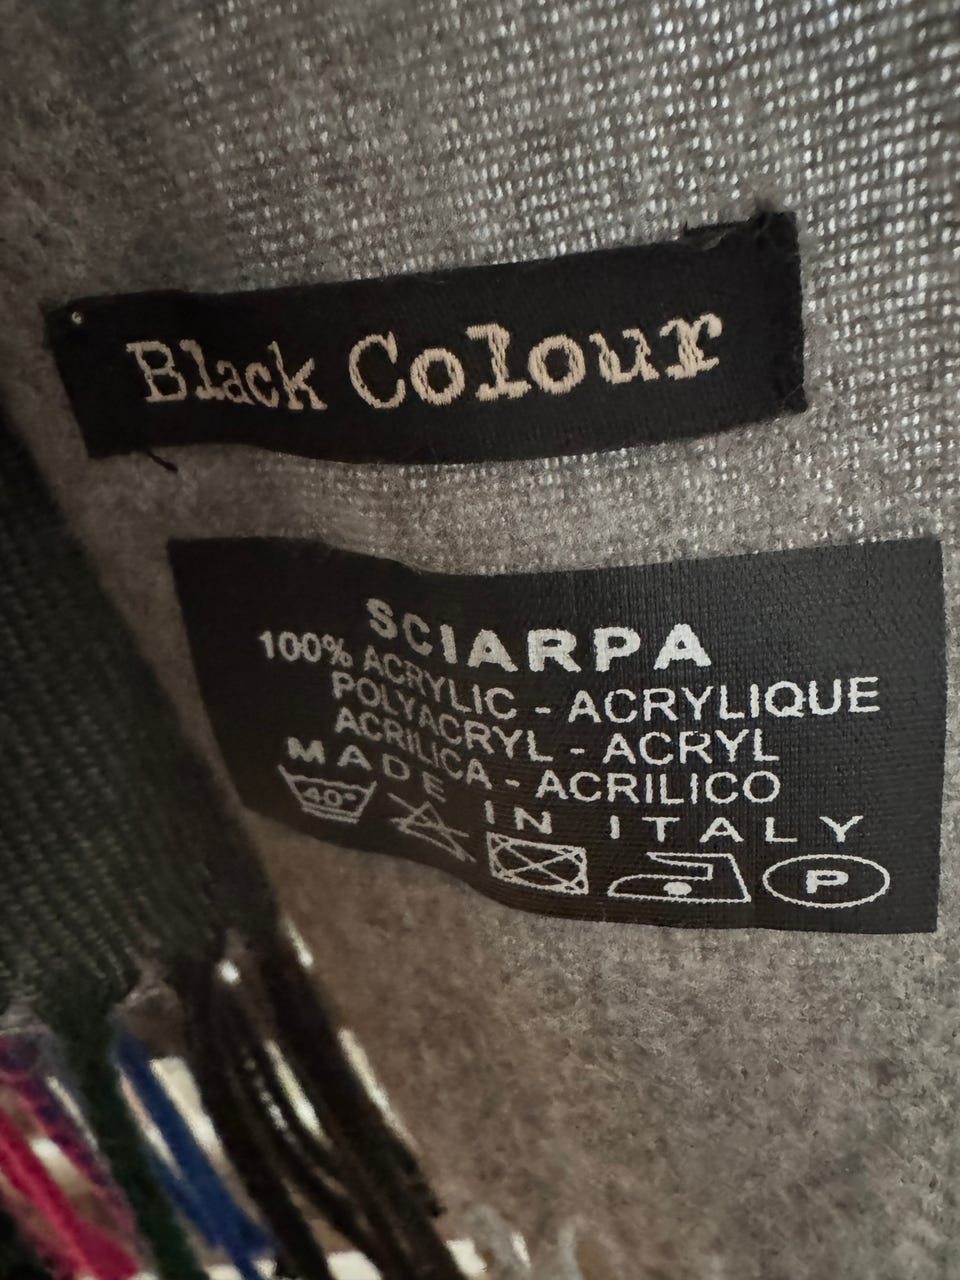 Black Colour
SCIARPA
100% ACRYLIC - ACRYLIQUE
POLYACRYL - ACRYL
ACRILICA - ACRILICO
MADE IN ITALY
40°
P